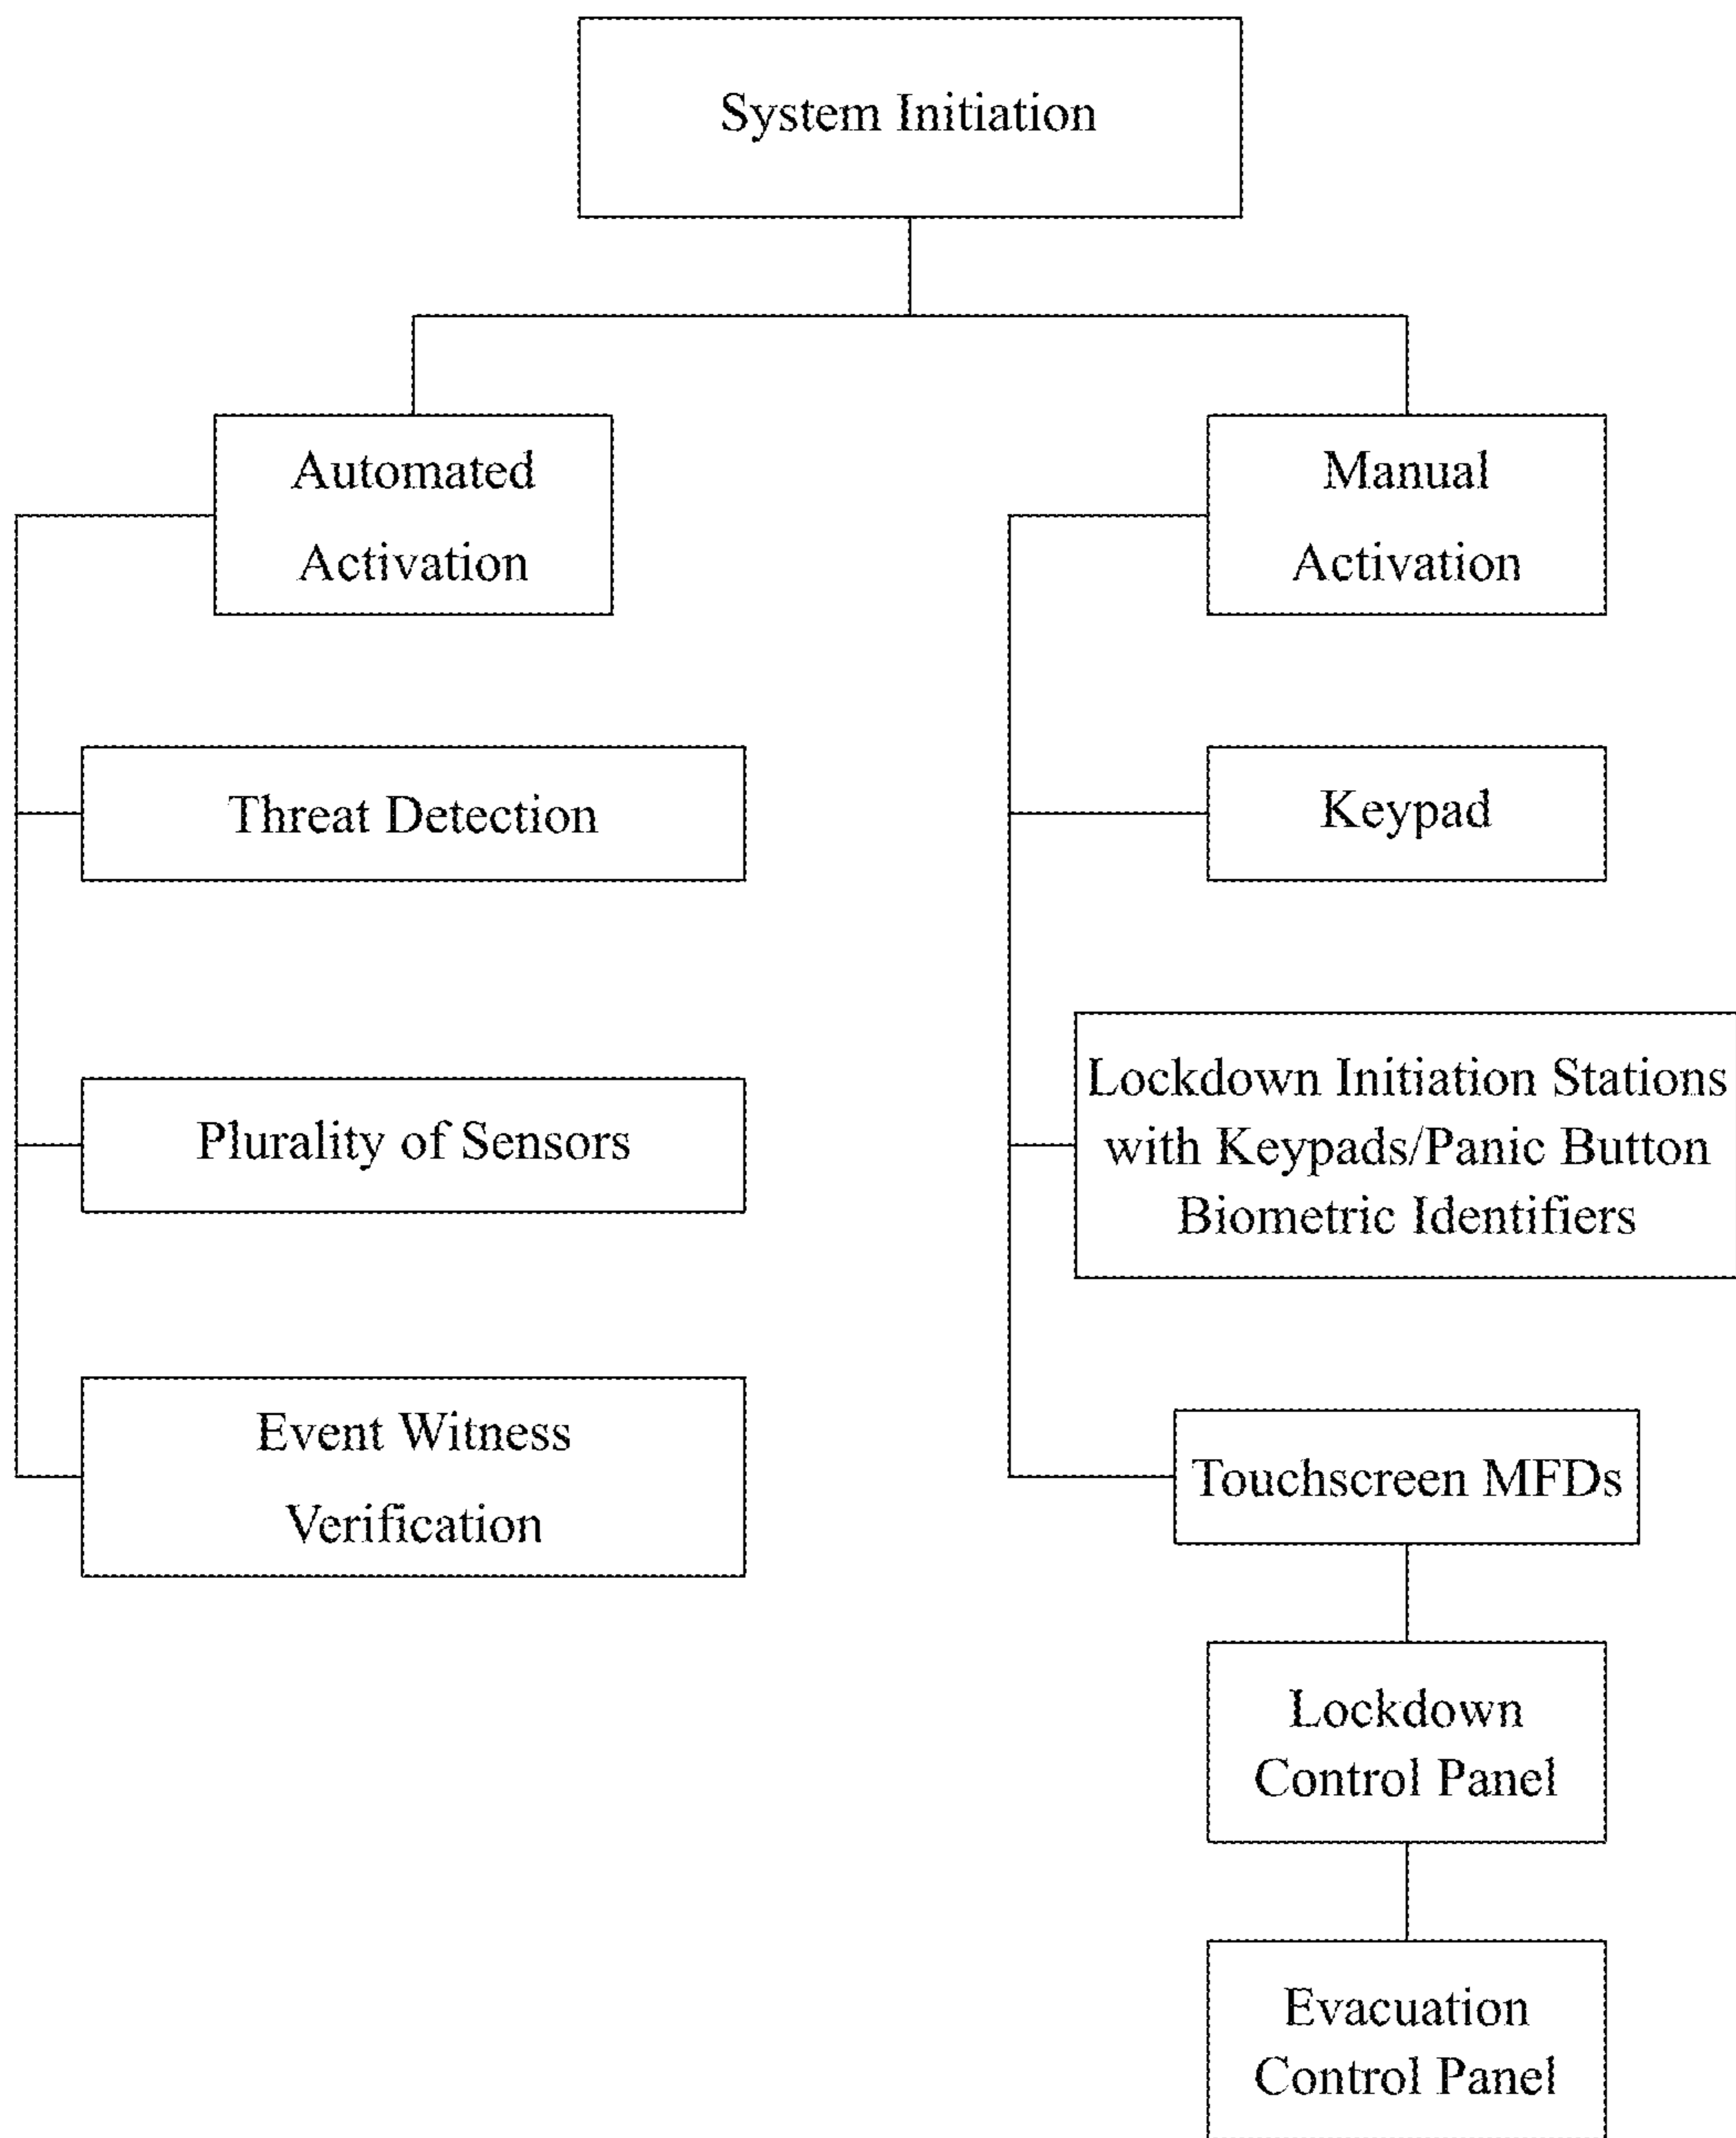 System Initiation
Automated
Activation
Manual
Activation
Threat Detection
Keypad
Plurality of Sensors
Lockdown Initiation Stations
with Keypads/Panic Button
Biometric Identifiers
Event Witness
Verification
Touchscreen MFDs
Lockdown
Control Panel
Evacuation
Control Panel